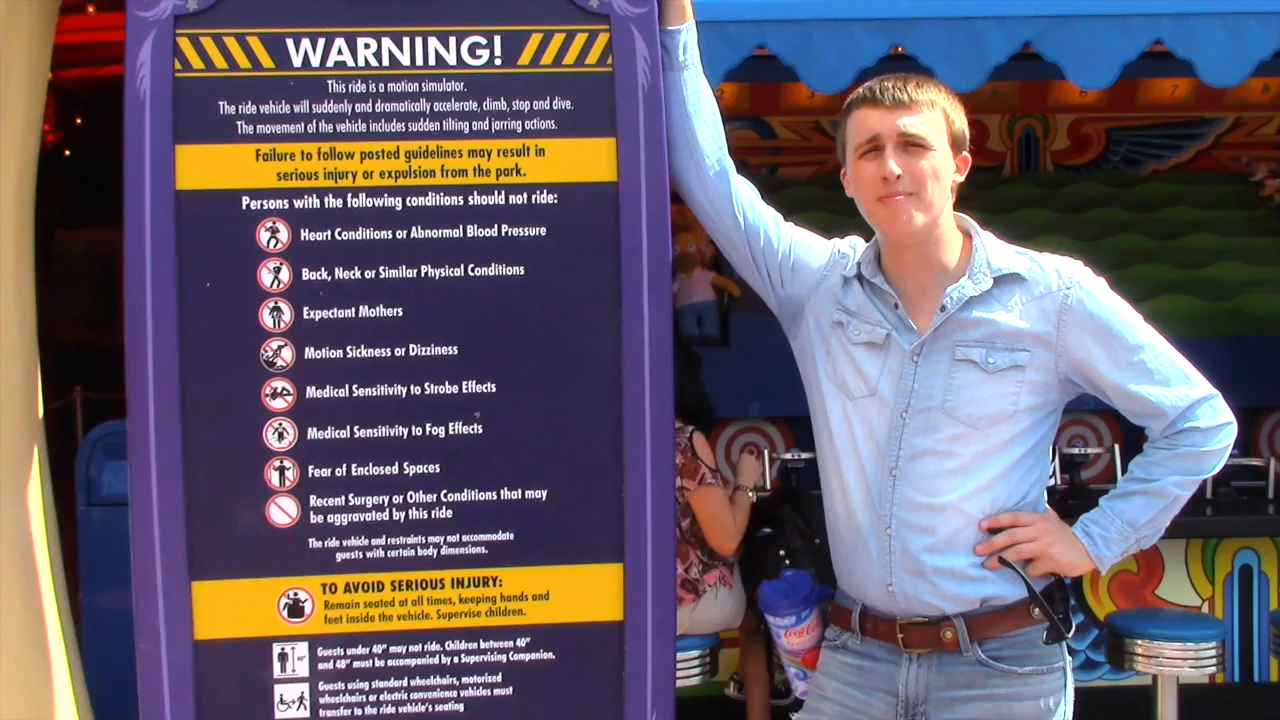 WARNING!
This ride is a motion simulator.
The ride vehicle will suddenly and dramatically accelerate, climb, stop and dive.
The movement of the vehicle includes sudden tilting and jarring actions.
Failure to follow posted guidelines may result in
serious injury or expulsion from the park.
Persons with the following conditions should not ride:
Heart Conditions or Abnormal Blood Pressure
Back, Neck or Similar Physical Conditions
Expectant Mothers
Motion Sickness or Dizziness
Medical Sensitivity to Strobe Effects
Medical Sensitivity to Fog Effects
Fear of Enclosed Spaces
Recent Surgery or Other Conditions that may
be aggravated by this ride
The ride vehicle and restraints may not accommodate
guests with certain body dimensions.
TO AVOID SERIOUS INJURY:
Remain seated at all times, keeping hands and
feet inside the vehicle. Supervise children.
40"
Guests under 40" may not ride. Children between 40"
and 48" must be accompanied by a Supervising Companion.
Guests using standard wheelchairs, motorized
wheelchairs or electric convenience vehicles must
transfer to the ride vehicle's seating
2
7
Coca-Cola